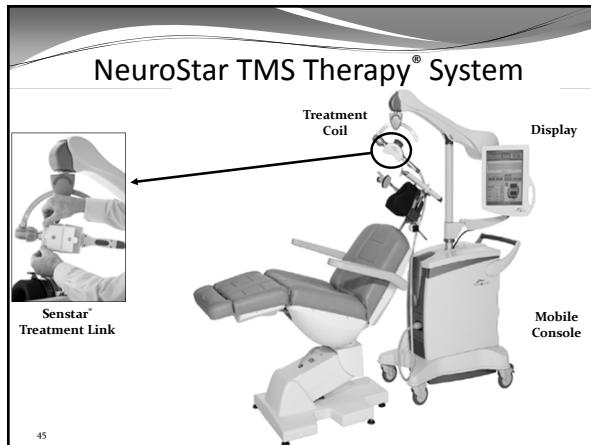 NeuroStar TMS Therapy® System
Treatment
Coil
Display
Senstar®
Treatment Link
Mobile
Console
45